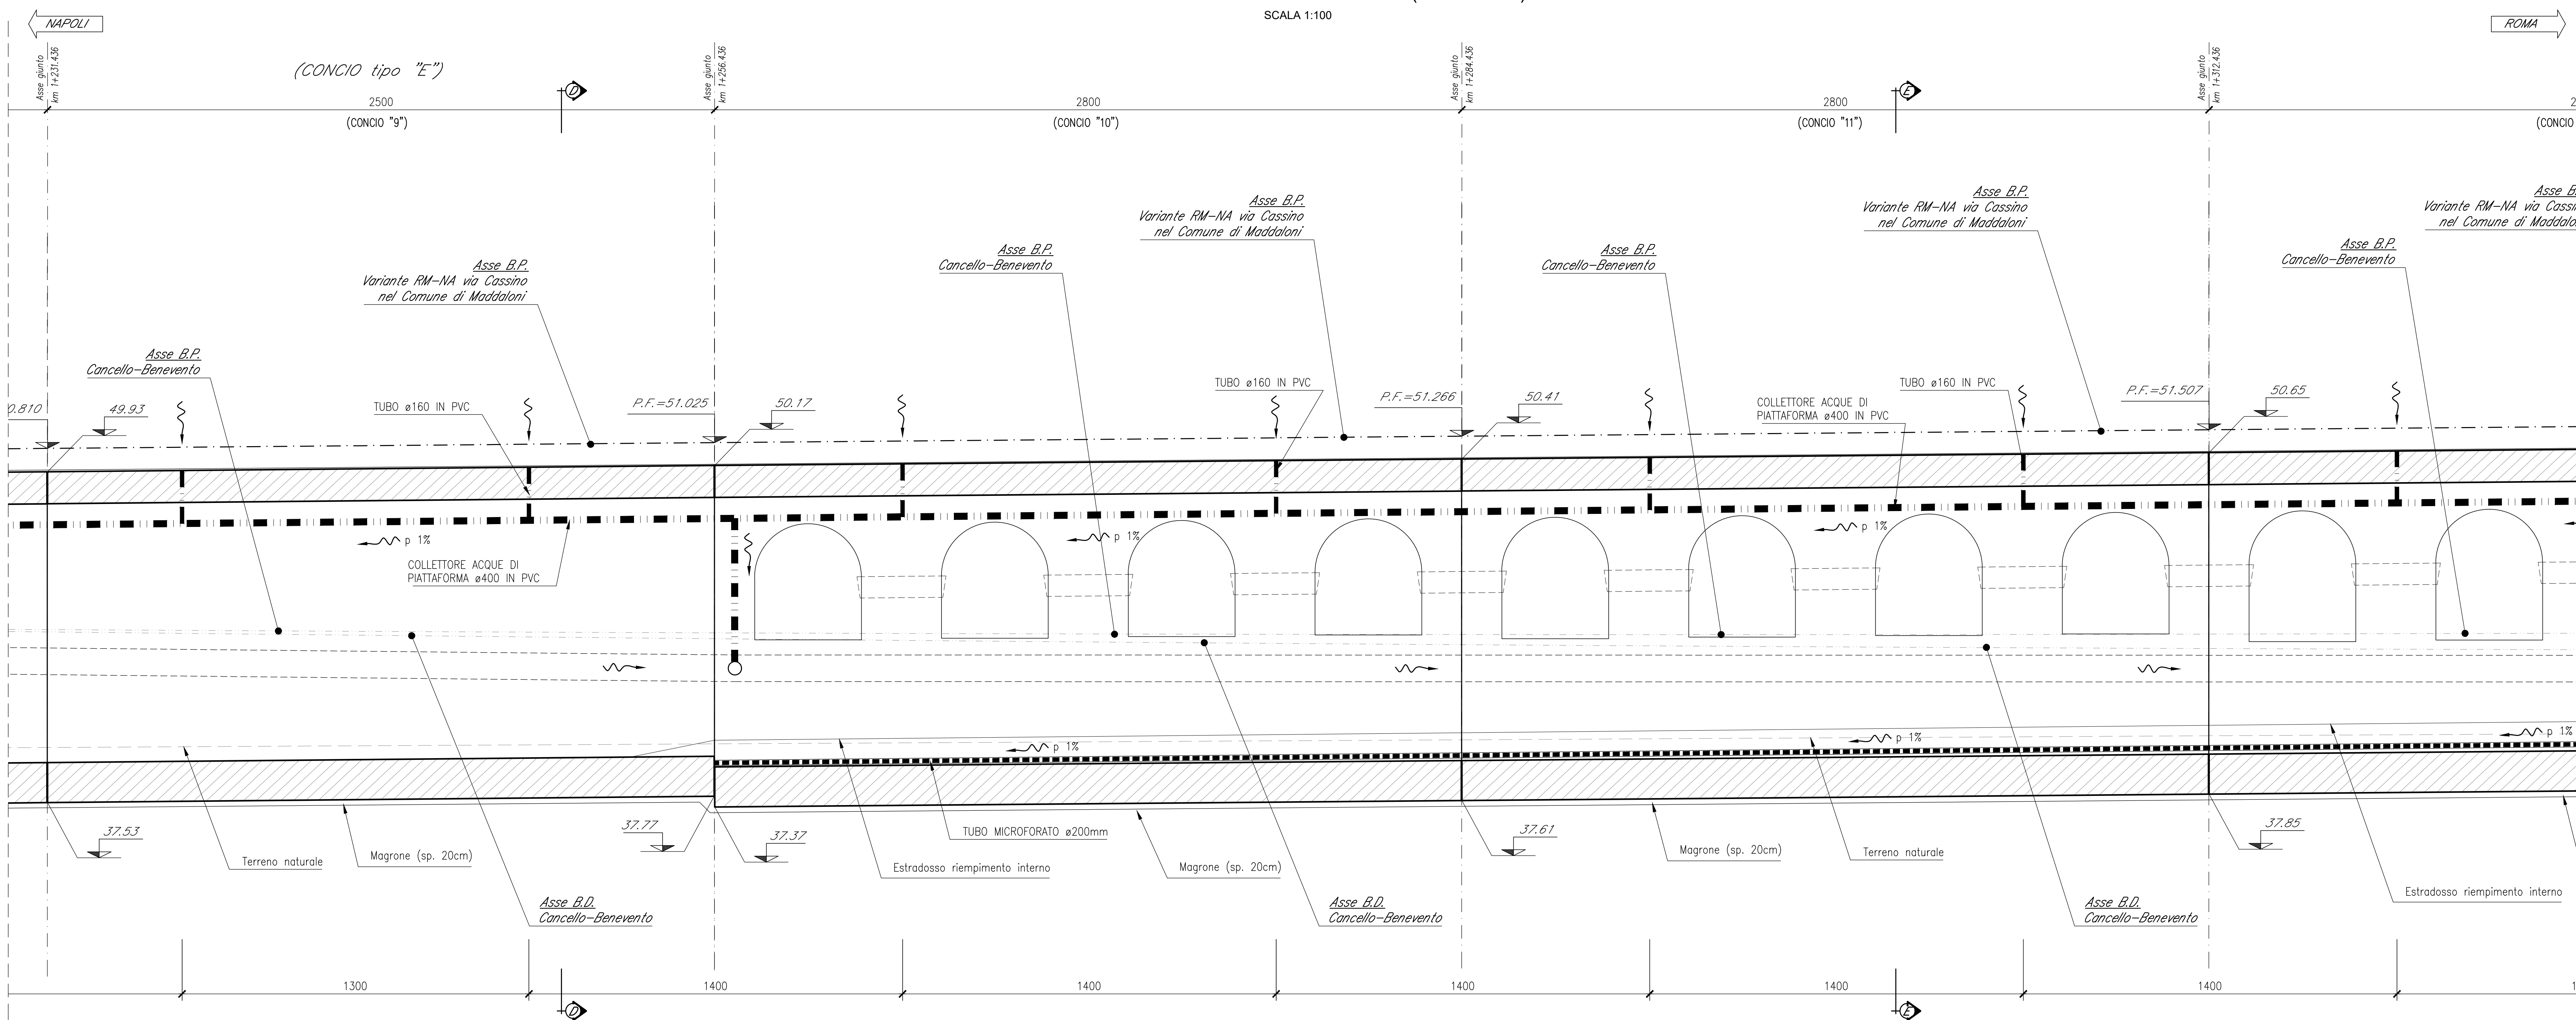 SCALA 1:100
NAPOLI
ROMA
Asse giunto
km 1+231.436
Asse giunto
km 1+256.436
Asse giunto
km 1+284.436
Asse giunto
km 1+312.436
(CONCIO tipo "E")
D
E
2500
2800
2800
(CONCIO "9")
(CONCIO "10")
(CONCIO "11")
(CONCIO
Asse B.P.
Variante RM-NA via Cassino
nel Comune di Maddaloni
Asse B.P.
Variante RM-NA via Cassino
nel Comune di Maddaloni
Asse B.P.
Variante RM-NA via Cassino
nel Comune di Maddaloni
Variante RM-NA via
nel Comune di
Asse B.P.
Cancello-Benevento
Asse B.P.
Cancello-Benevento
Asse B.P.
Cancello-Benevento
Asse B.P.
Cancello-Benevento
0.810
49.93
TUBO ø160 IN PVC
P.F.=51.025
50.17
TUBO ø160 IN PVC
P.F.=51.266
50.41
COLLETTORE ACQUE DI
PIATTAFORMA ø400 IN PVC
TUBO ø160 IN PVC
P.F.=51.507
50.65
p 1%
p 1%
p 1%
COLLETTORE ACQUE DI
PIATTAFORMA ø400 IN PVC
p 1%
p 1%
p 1%
37.53
37.77
37.37
37.61
37.85
Terreno naturale
Magrone (sp. 20cm)
TUBO MICROFORATO ø200mm
Estradosso riempimento interno
Magrone (sp. 20cm)
Magrone (sp. 20cm)
Terreno naturale
Estradosso riempimento interno
Asse B.D.
Cancello-Benevento
Asse B.D.
Cancello-Benevento
Asse B.D.
Cancello-Benevento
1300
1400
1400
1400
1400
1400
D
E